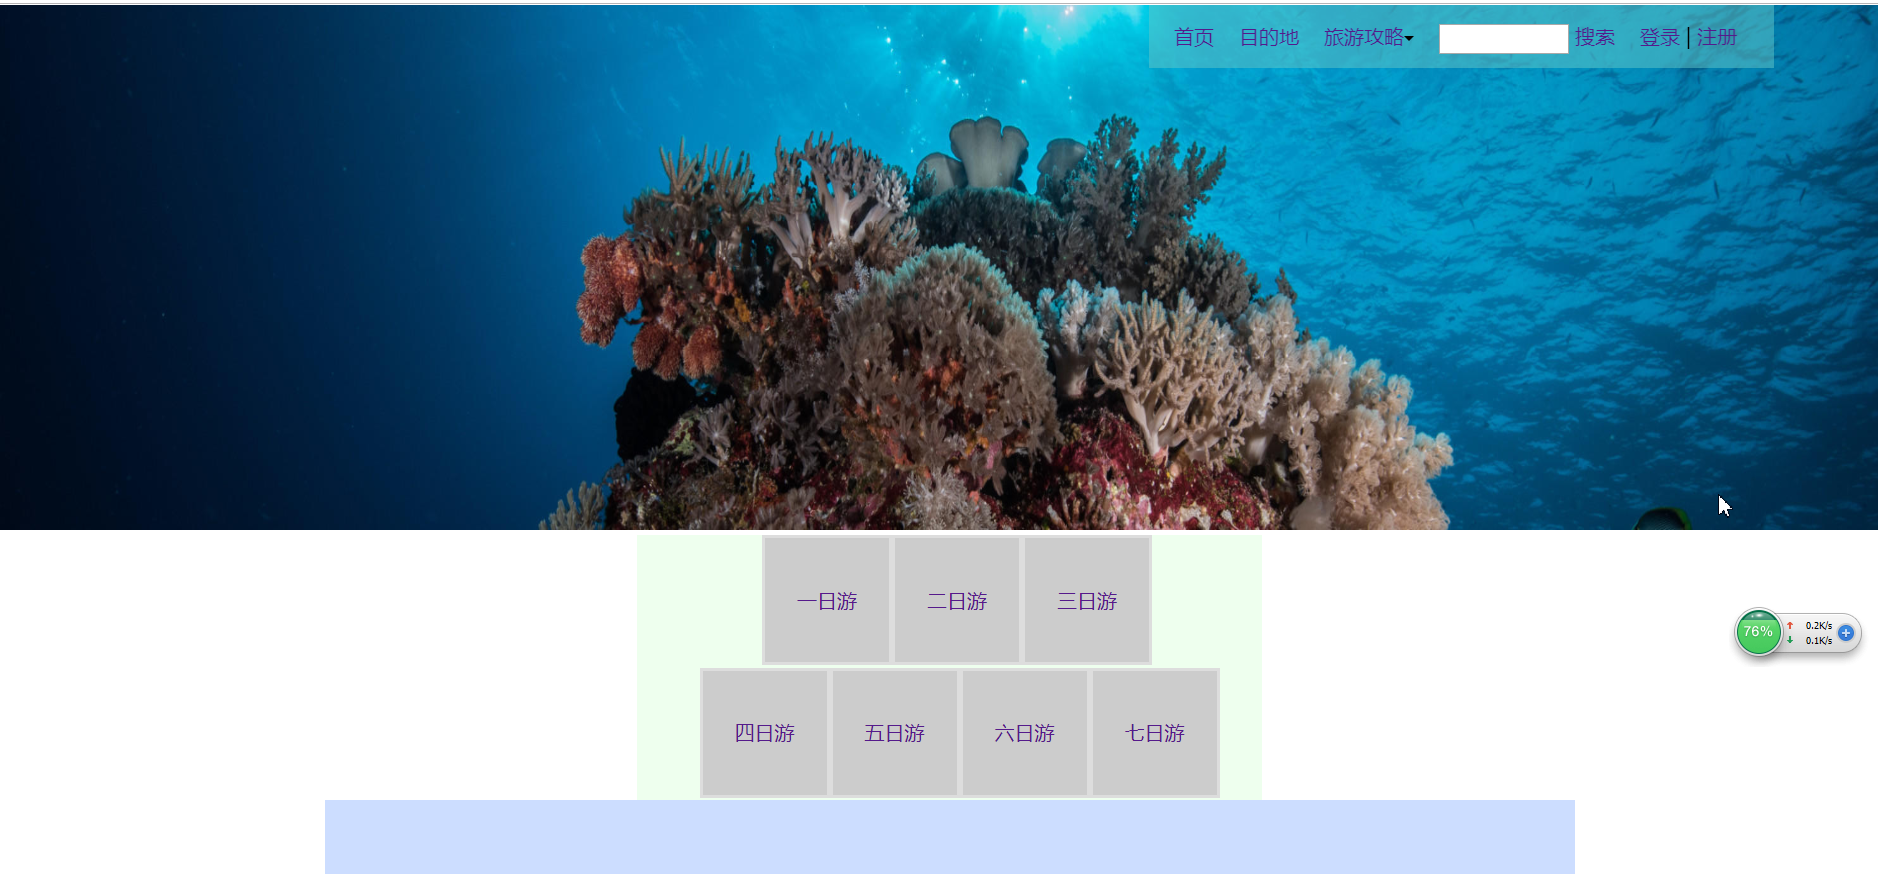 首页 目的地 旅游攻略 搜索 登录 | 注册
一日游 二日游 三日游
四日游 五日游 六日游 七日游
76% 0.2K/s
0.1K/s